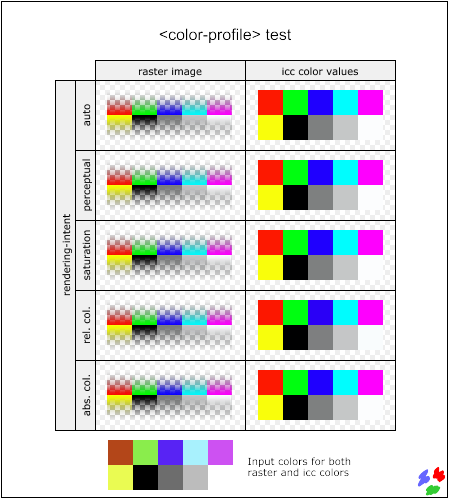 <color-profile> test
raster image
icc color values
rendering-intent
auto
perceptual
saturation
rel. col.
abs. col.
Input colors for both
raster and icc colors